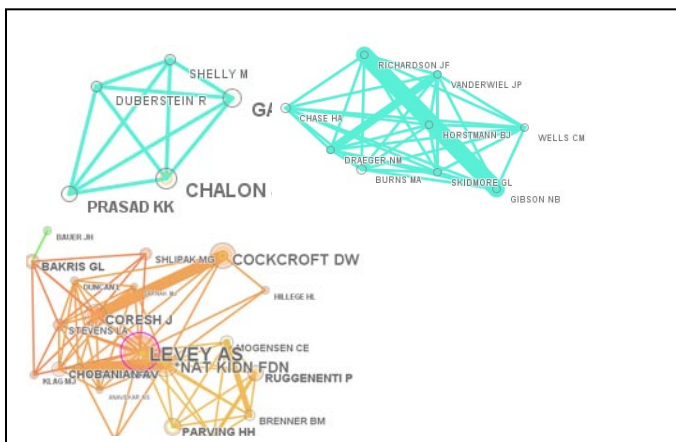 SHELLY M
DUBERSTEIN R
GA
CHALON
PRASAD KK
RICHARDSON JF
VANDERWIEL JP
CHASE HA
HORSTMANN BJ
WELLS CM
DRAEGER NM
BURNS MA
SKIDMORE GL
GIBSON NB
BAUER JH
BAKRIS GL
SHLIPAK MG
COCKCROFT DW
HILLEGE HL
CORESH J
STEVENS LA
LEVEY AS
MOGENSEN CE
NAT KIDN FDN
CHOBANIAN AV
RUGGENENTI P
KLAG MJ
BRENNER BM
PARVING HH